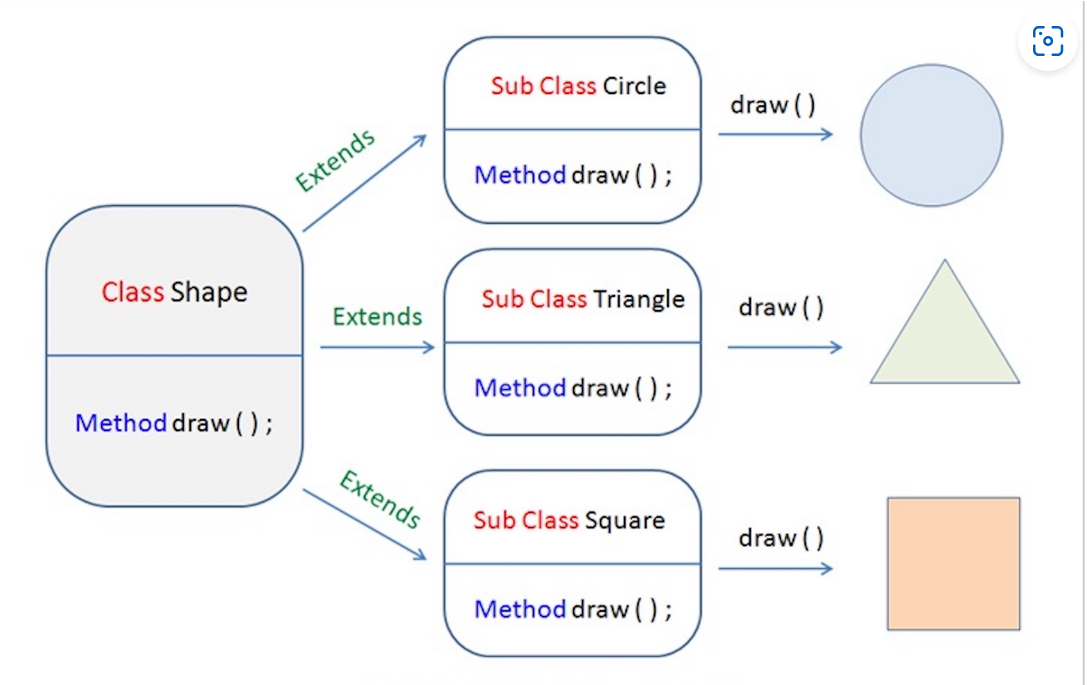 Class Shape
Method draw ( ) ;
Extends
Sub Class Circle
Method draw ( ) ;
draw ( )
Extends
Sub Class Triangle
Method draw ( ) ;
draw ( )
Extends
Sub Class Square
Method draw ( ) ;
draw ( )